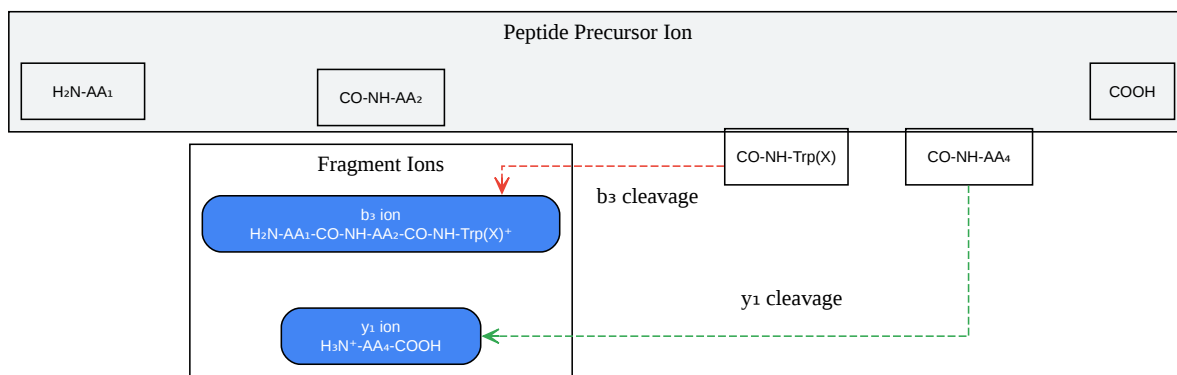 Peptide Precursor Ion
H₂N-AA₁
CO-NH-AA₂
COOH
CO-NH-Trp(X)
CO-NH-AA₄
Fragment Ions
b₃ cleavage
b₃ ion
H₂N-AA₁-CO-NH-AA₂-CO-NH-Trp(X)⁺
y₁ cleavage
y₁ ion
H₃N⁺-AA₄-COOH